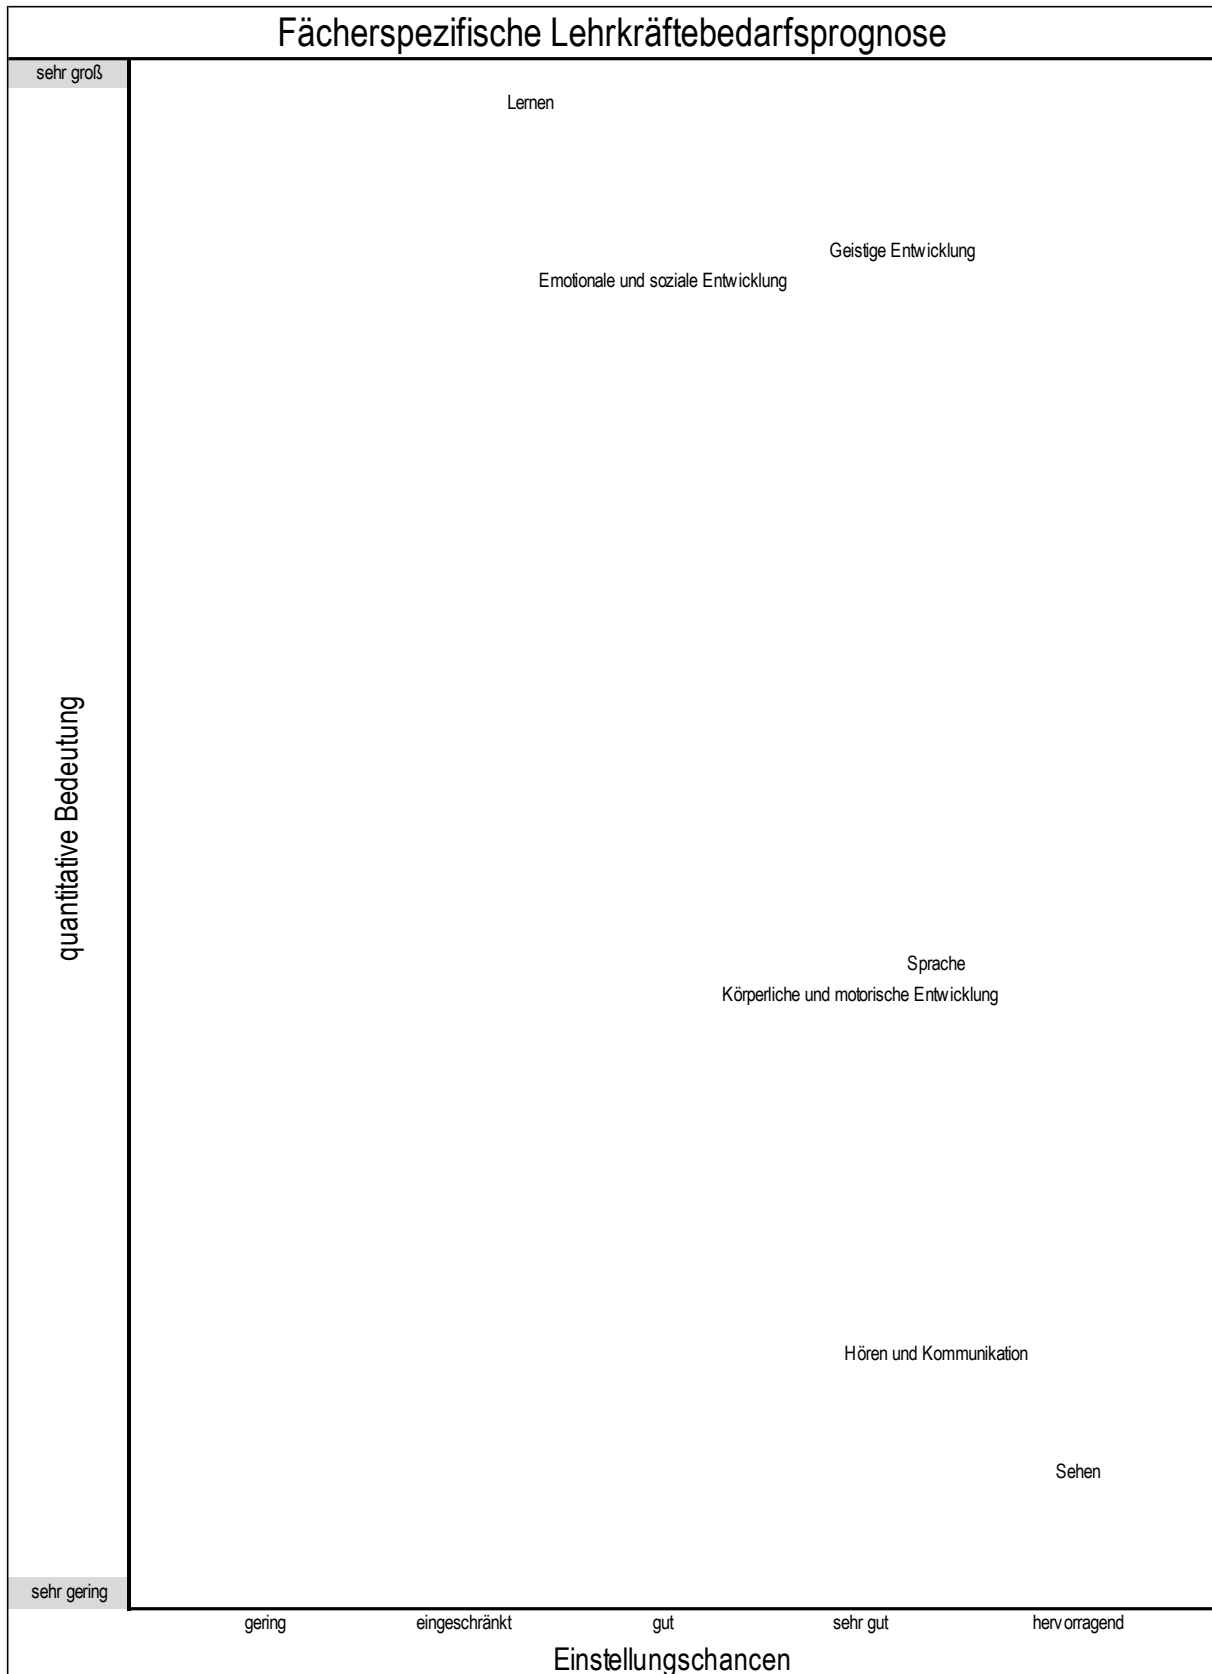 Fächerspezifische Lehrkräftebedarfsprognose
sehr groß
Lernen
Geistige Entwicklung
Emotionale und soziale Entwicklung
quantitative Bedeutung
Sprache
Körperliche und motorische Entwicklung
Hören und Kommunikation
Sehen
sehr gering
gering eingeschränkt gut sehr gut hervorragend
Einstellungschancen